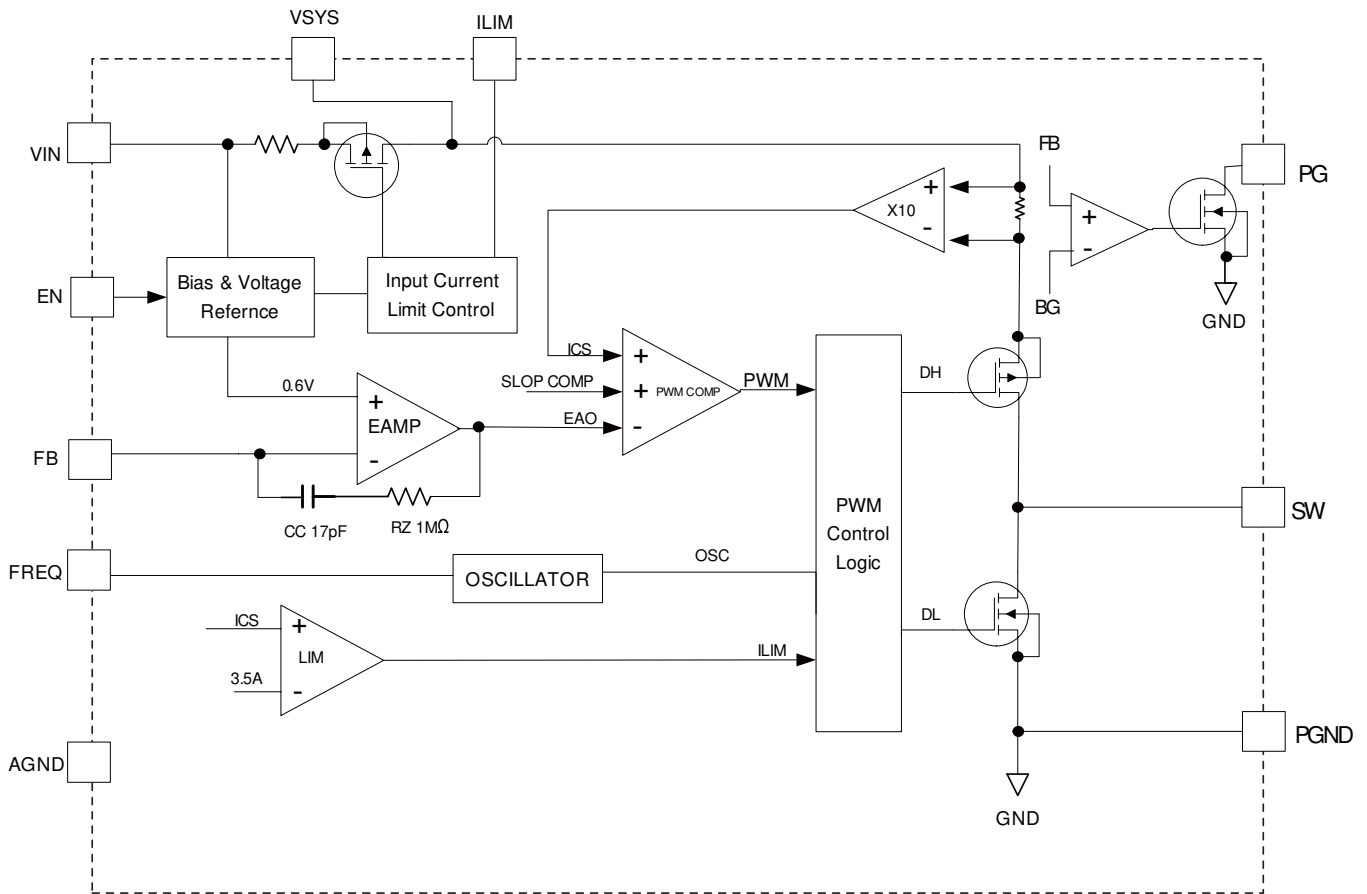 VSYS
ILIM
VIN
EN
FB
FREQ
AGND
Bias & Voltage
Refernce
Input Current
Limit Control
X10
+
-
FB
+
-
BG
PG
GND
0.6V
+
EAMP
-
CC 17pF
RZ 1MΩ
ICS
SLOP COMP
EAO
+
+
-
PWM COMP
PWM
PWM
Control
Logic
DH
DL
SW
OSCILLATOR
OSC
ICS
3.5A
+
LIM
-
ILIM
PGND
GND